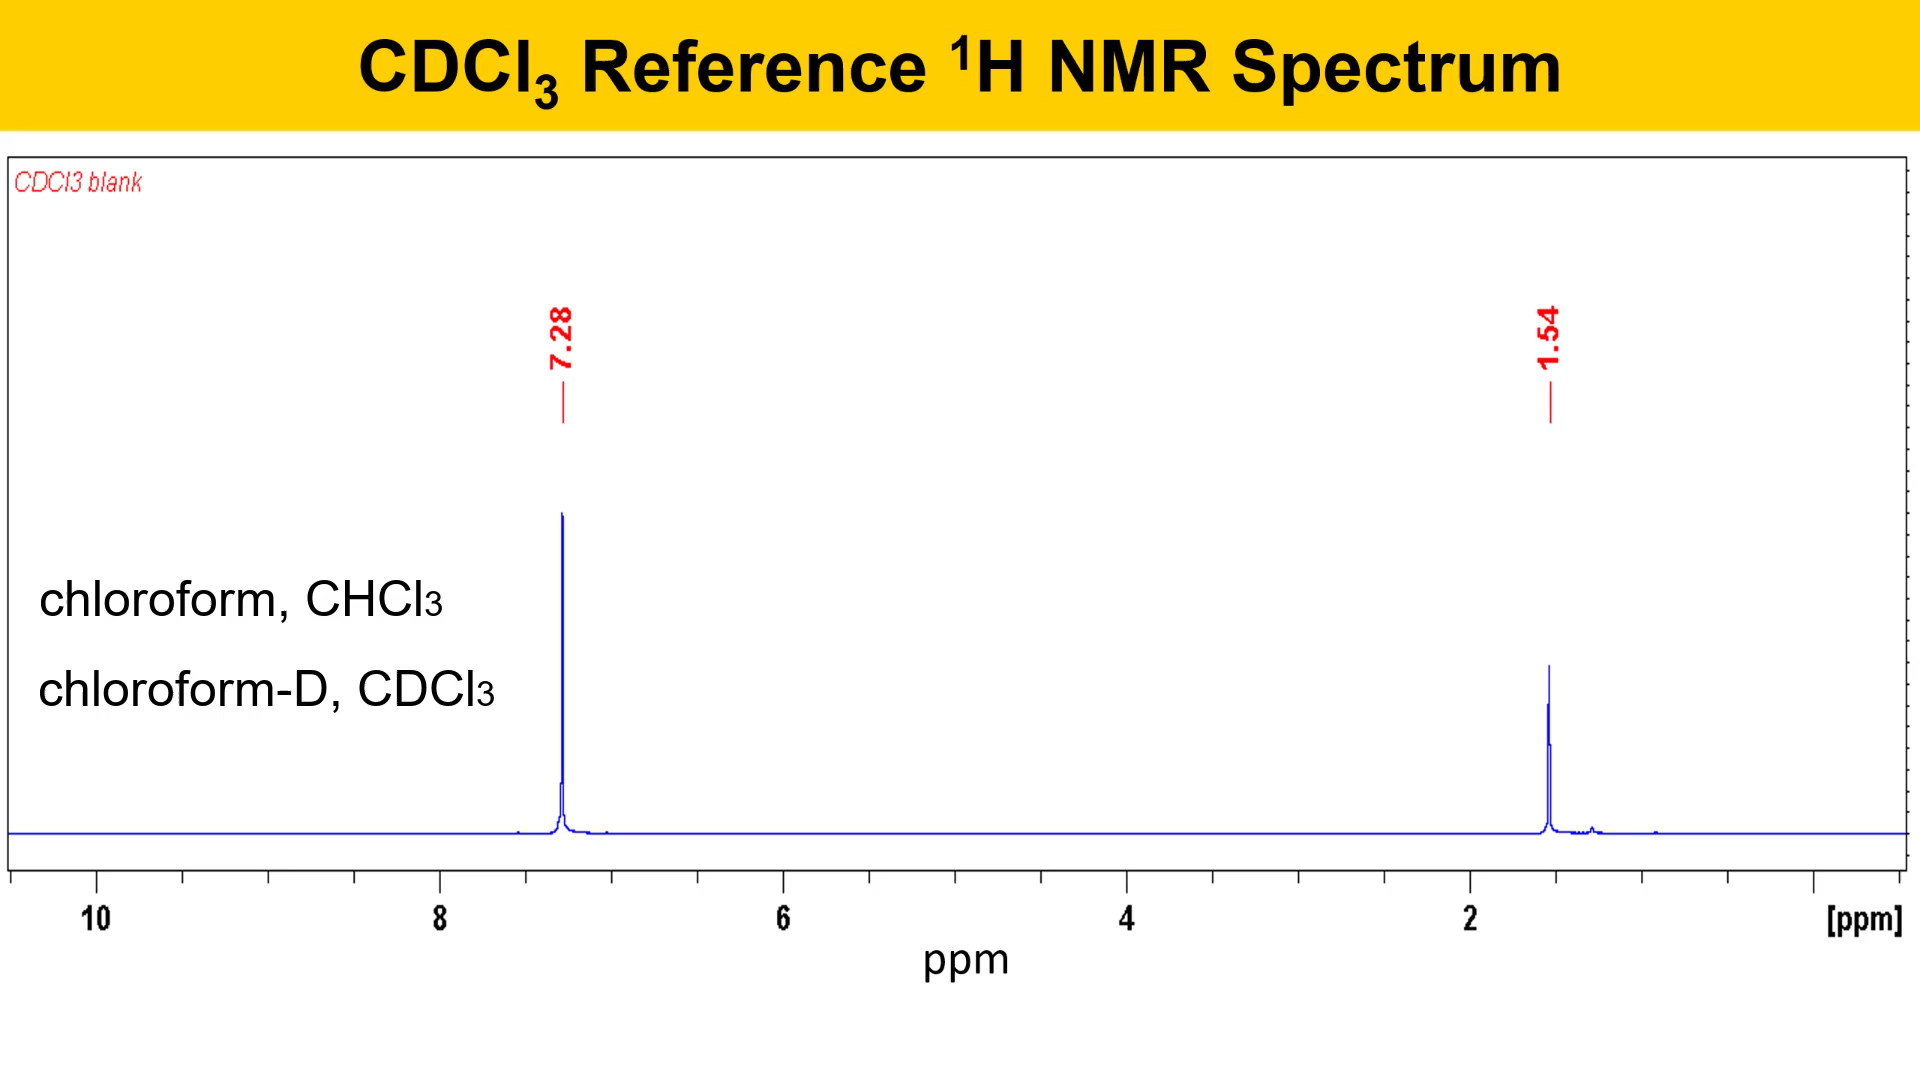 CDCl₃ Reference ¹H NMR Spectrum
CDCl3 blank
7.28
1.54
chloroform, CHCl3
chloroform-D, CDCl3
10 8 6 4 2 [ppm]
ppm